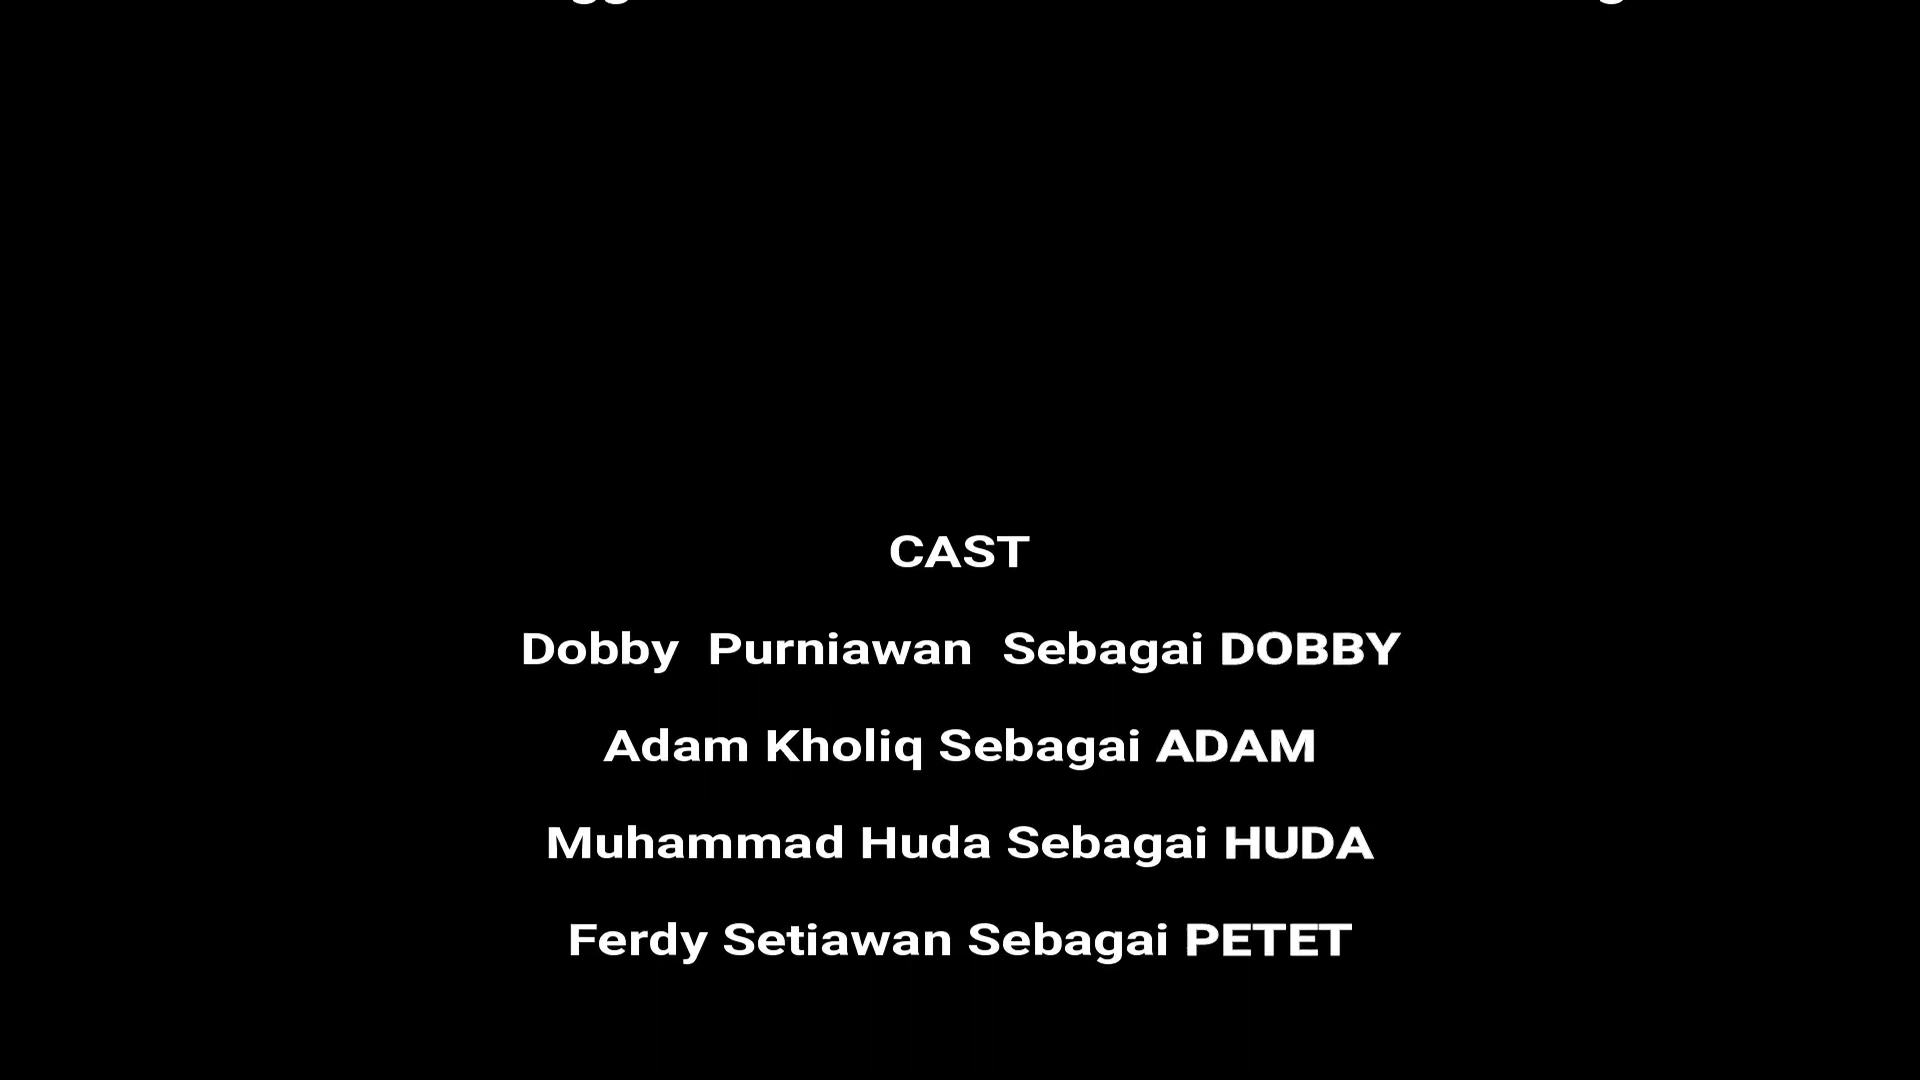 CAST
Dobby Purniawan Sebagai DOBBY
Adam Kholiq Sebagai ADAM
Muhammad Huda Sebagai HUDA
Ferdy Setiawan Sebagai PETET